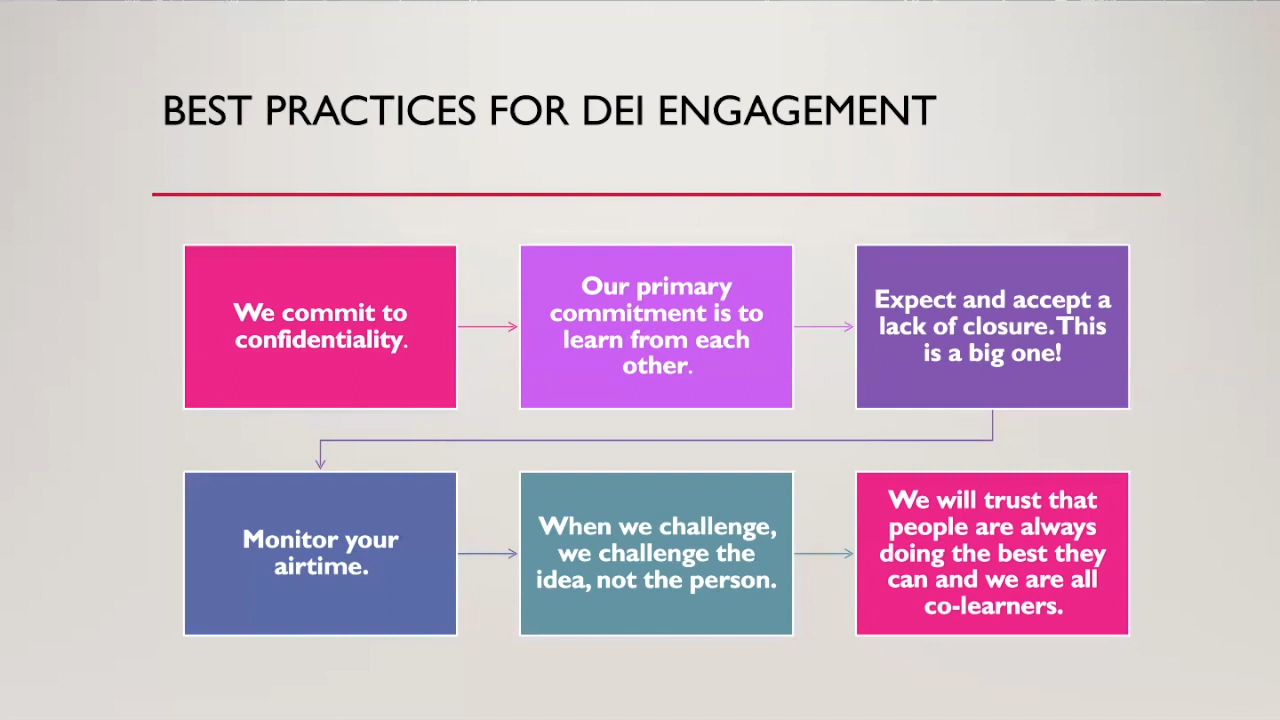 BEST PRACTICES FOR DEI ENGAGEMENT
We commit to
confidentiality.
Our primary
commitment is to
learn from each
other.
Expect and accept a
lack of closure. This
is a big one!
Monitor your
airtime.
When we challenge,
we challenge the
idea, not the person.
We will trust that
people are always
doing the best they
can and we are all
co-learners.